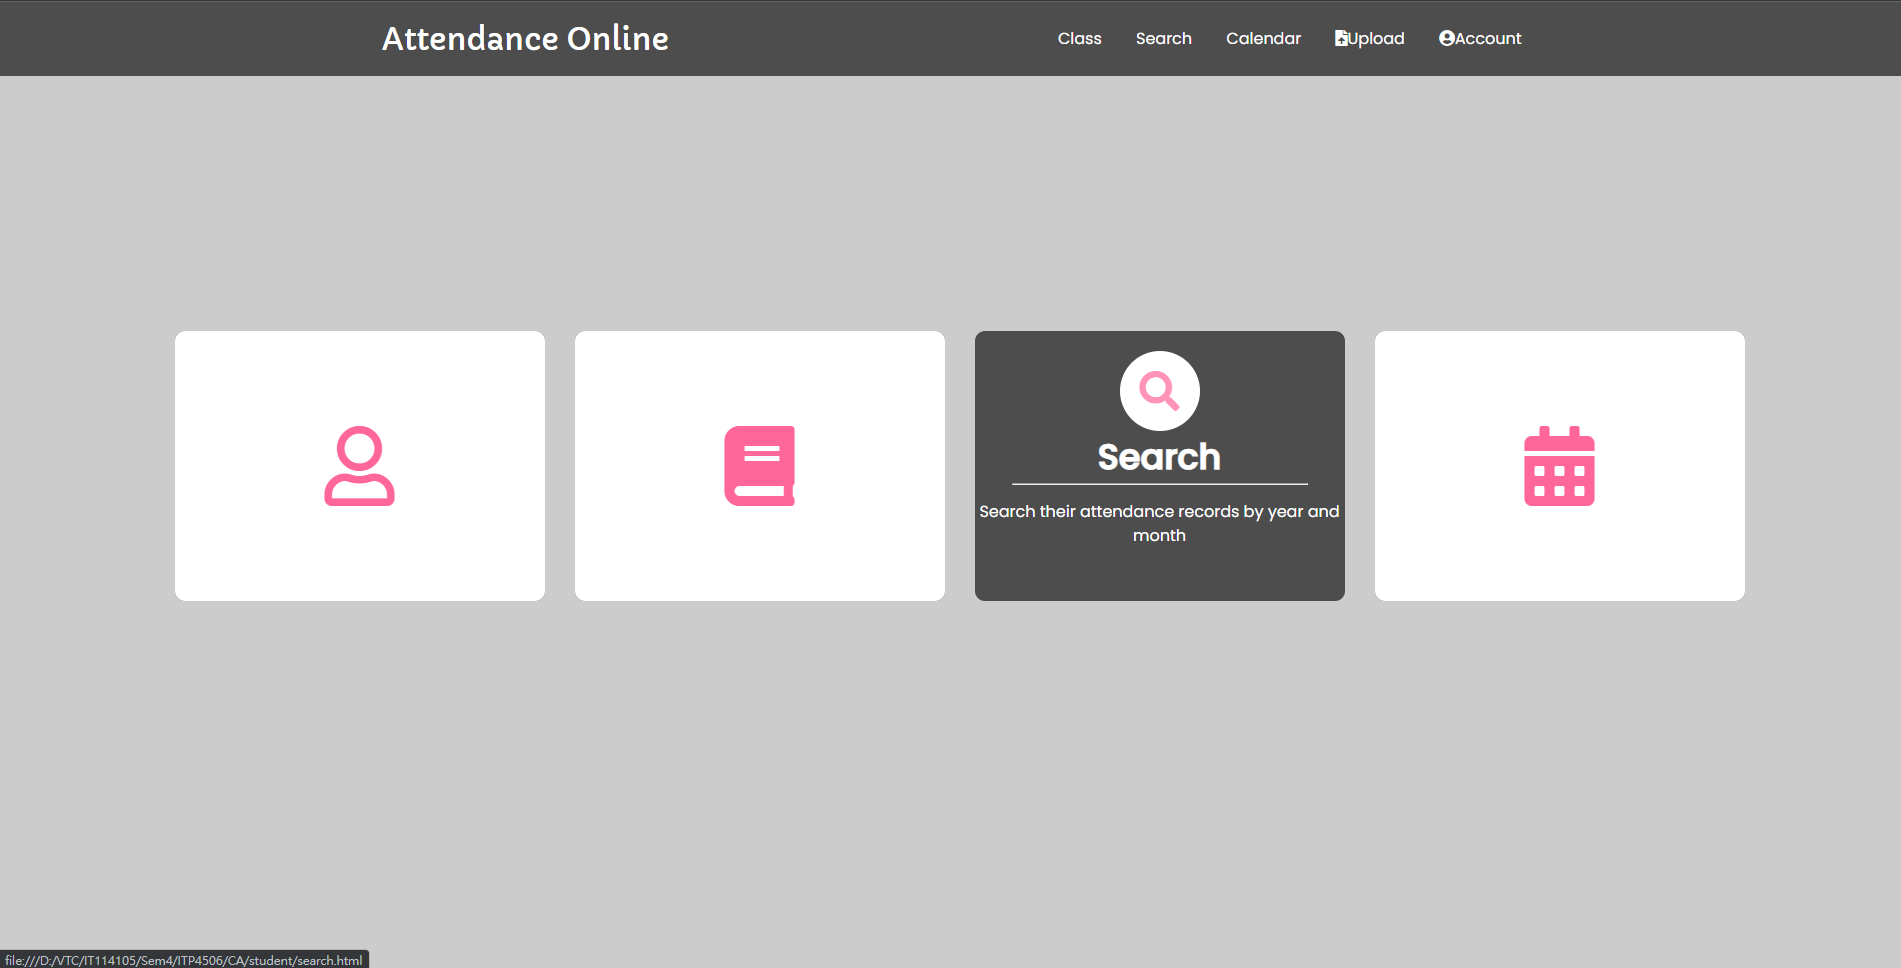 Attendance Online
Class
Search
Calendar
Upload
Account
Search
Search their attendance records by year and
month
file:///D:/VTC/IT114105/Sem4/ITP4506/CA/student/search.html